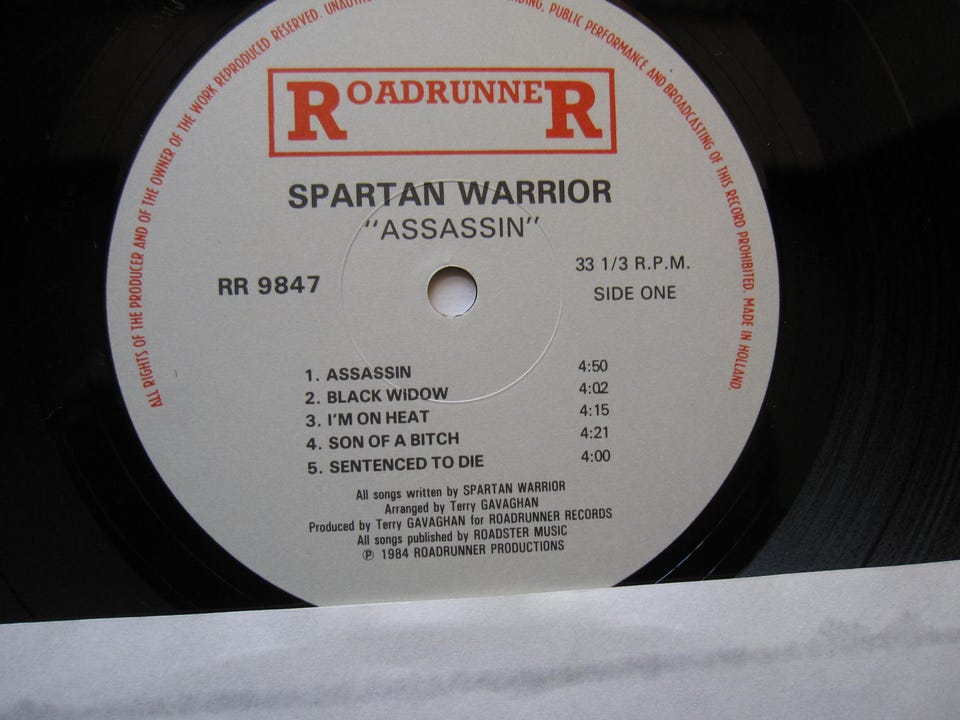 ALL RIGHTS OF THE PRODUCER AND OF THE OWNER OF THE WORK REPRODUCED RESERVED. PUBLIC PERFORMANCE AND BROADCASTING OF THIS RECORD PROHIBITED. MADE IN HOLLAND.
ROADRUNNER
SPARTAN WARRIOR
"ASSASSIN"
RR 9847
33 1/3 R.P.M.
SIDE ONE
1. ASSASSIN 4:50
2. BLACK WIDOW 4:02
3. I'M ON HEAT 4:15
4. SON OF A BITCH 4:21
5. SENTENCED TO DIE 4:00
All songs written by SPARTAN WARRIOR
Arranged by Terry GAVAGHAN
Produced by Terry GAVAGHAN for ROADRUNNER RECORDS
All songs published by ROADSTER MUSIC
℗ 1984 ROADRUNNER PRODUCTIONS